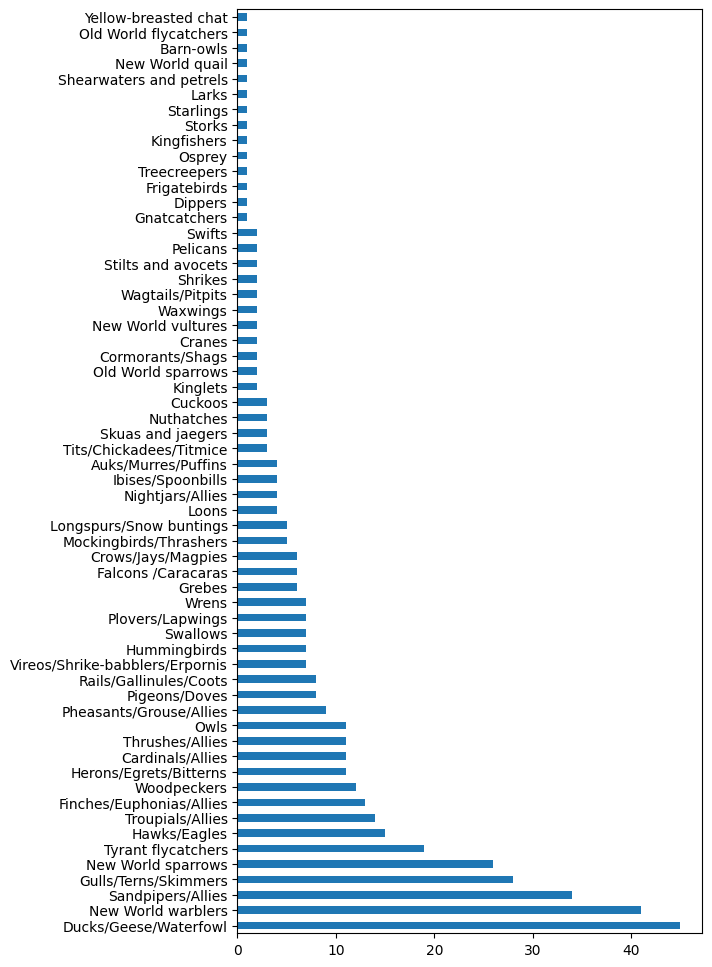 Yellow-breasted chat
Old World flycatchers
Barn-owls
New World quail
Shearwaters and petrels
Larks
Starlings
Storks
Kingfishers
Osprey
Treecreepers
Frigatebirds
Dippers
Gnatcatchers
Swifts
Pelicans
Stilts and avocets
Shrikes
Wagtails/Pitpits
Waxwings
New World vultures
Cranes
Cormorants/Shags
Old World sparrows
Kinglets
Cuckoos
Nuthatches
Skuas and jaegers
Tits/Chickadees/Titmice
Auks/Murres/Puffins
Ibises/Spoonbills
Nightjars/Allies
Loons
Longspurs/Snow buntings
Mockingbirds/Thrashers
Crows/Jays/Magpies
Falcons /Caracaras
Grebes
Wrens
Plovers/Lapwings
Swallows
Hummingbirds
Vireos/Shrike-babblers/Erpornis
Rails/Gallinules/Coots
Pigeons/Doves
Pheasants/Grouse/Allies
Owls
Thrushes/Allies
Cardinals/Allies
Herons/Egrets/Bitterns
Woodpeckers
Finches/Euphonias/Allies
Troupials/Allies
Hawks/Eagles
Tyrant flycatchers
New World sparrows
Gulls/Terns/Skimmers
Sandpipers/Allies
New World warblers
Ducks/Geese/Waterfowl
0 10 20 30 40